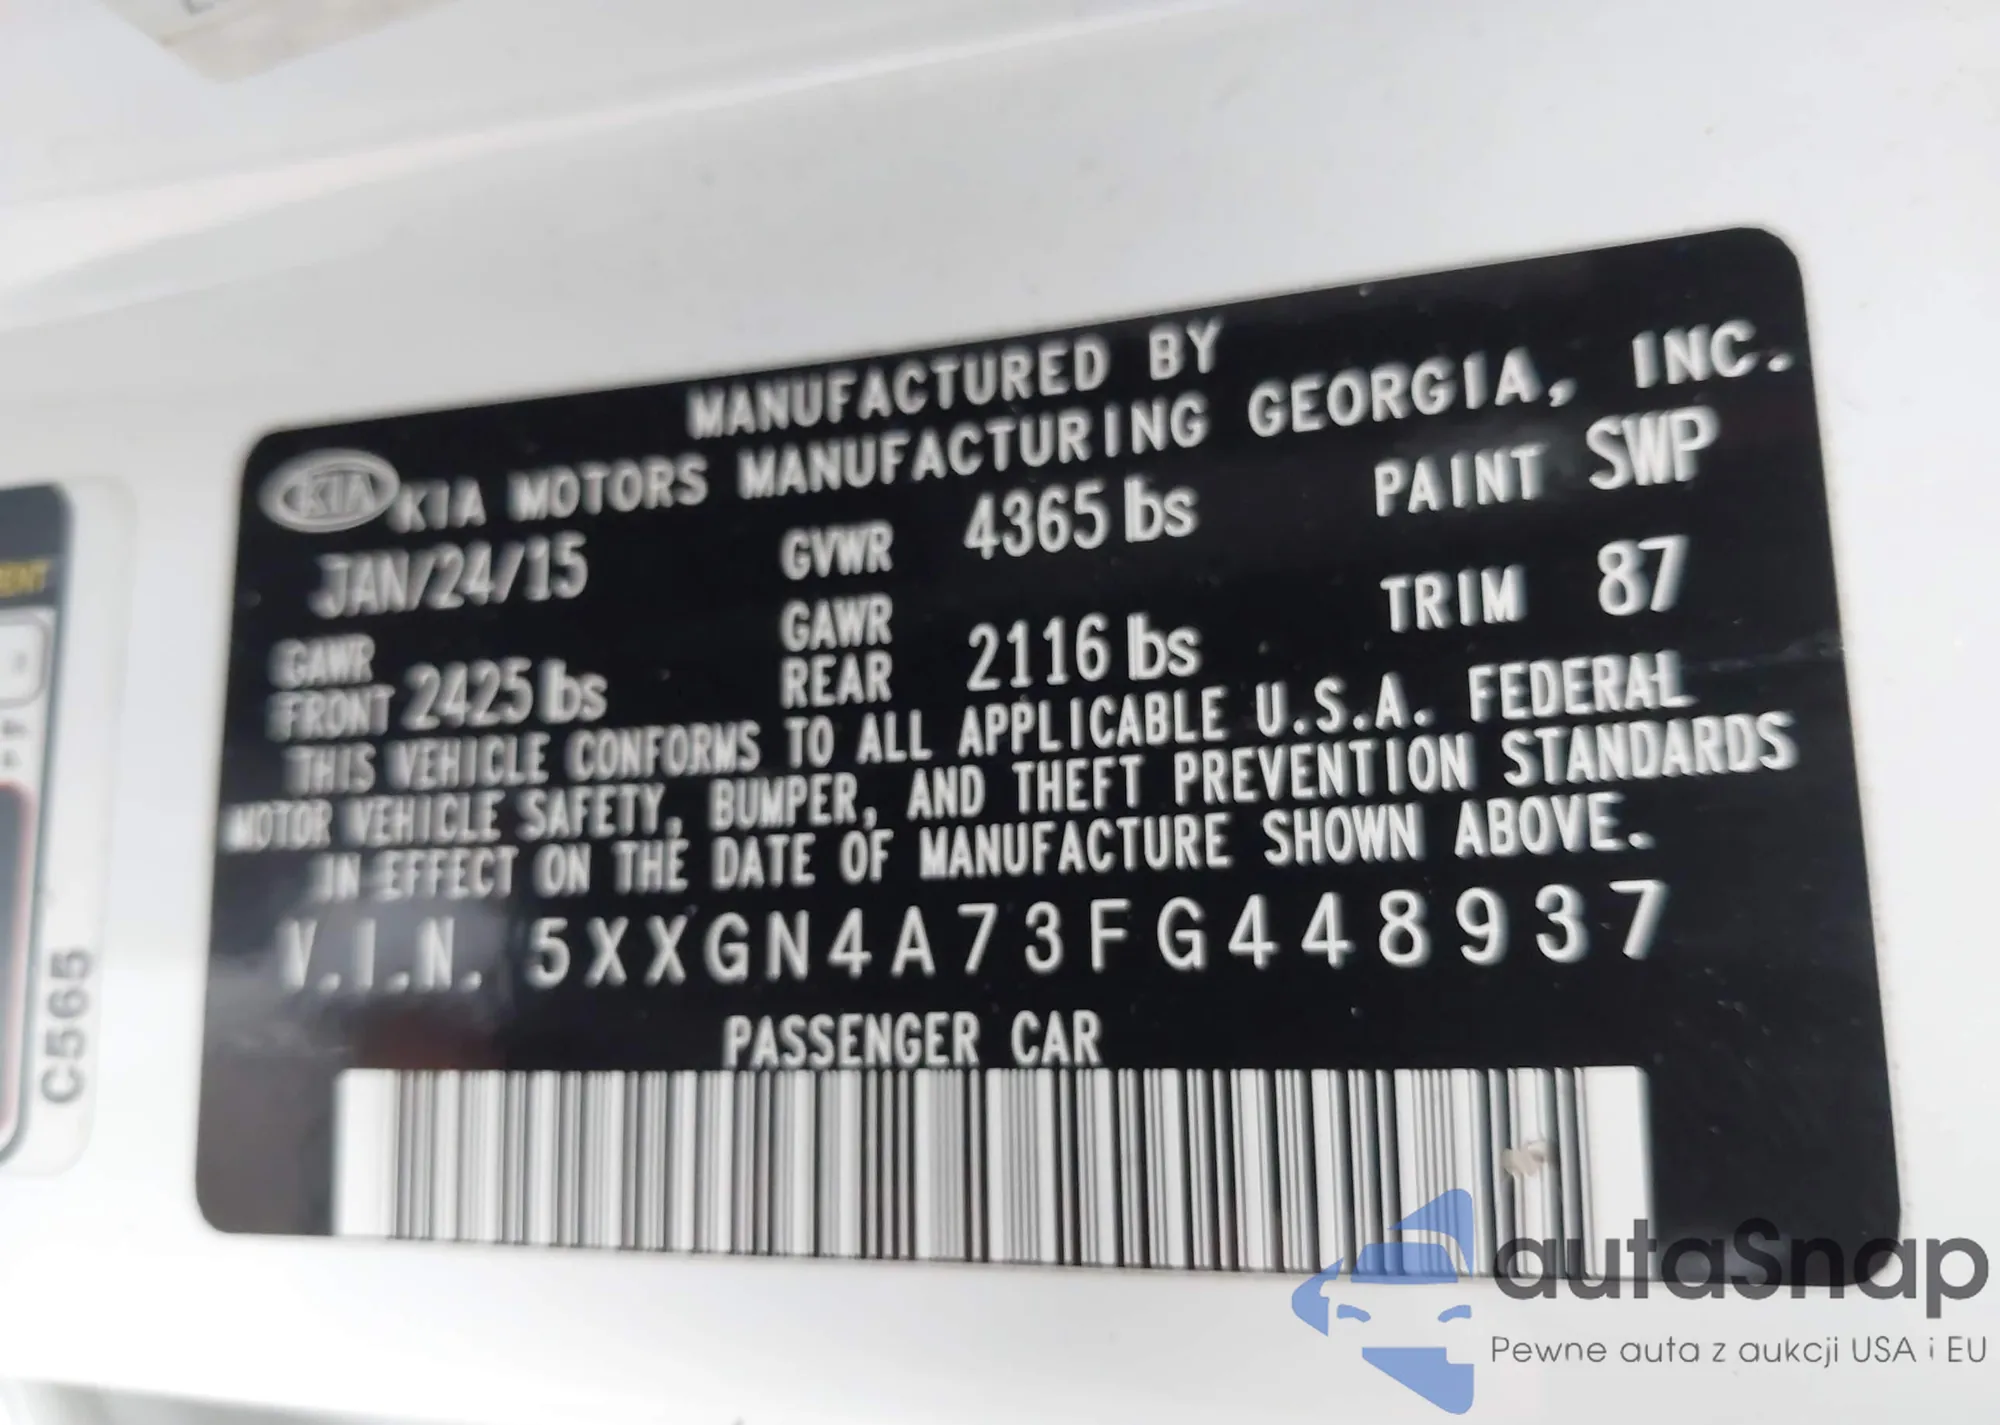 MANUFACTURED BY
KIA KIA MOTORS MANUFACTURING GEORGIA, INC.
JAN/24/15 GVWR 4365 lbs PAINT SWP
GAWR FRONT 2425 lbs GAWR REAR 2116 lbs TRIM 87
THIS VEHICLE CONFORMS TO ALL APPLICABLE U.S.A. FEDERAL
MOTOR VEHICLE SAFETY, BUMPER, AND THEFT PREVENTION STANDARDS
IN EFFECT ON THE DATE OF MANUFACTURE SHOWN ABOVE.
V.I.N. 5XXGN4A73FG448937
PASSENGER CAR
C565
autaSnap
Pewne auta z aukcji USA i EU